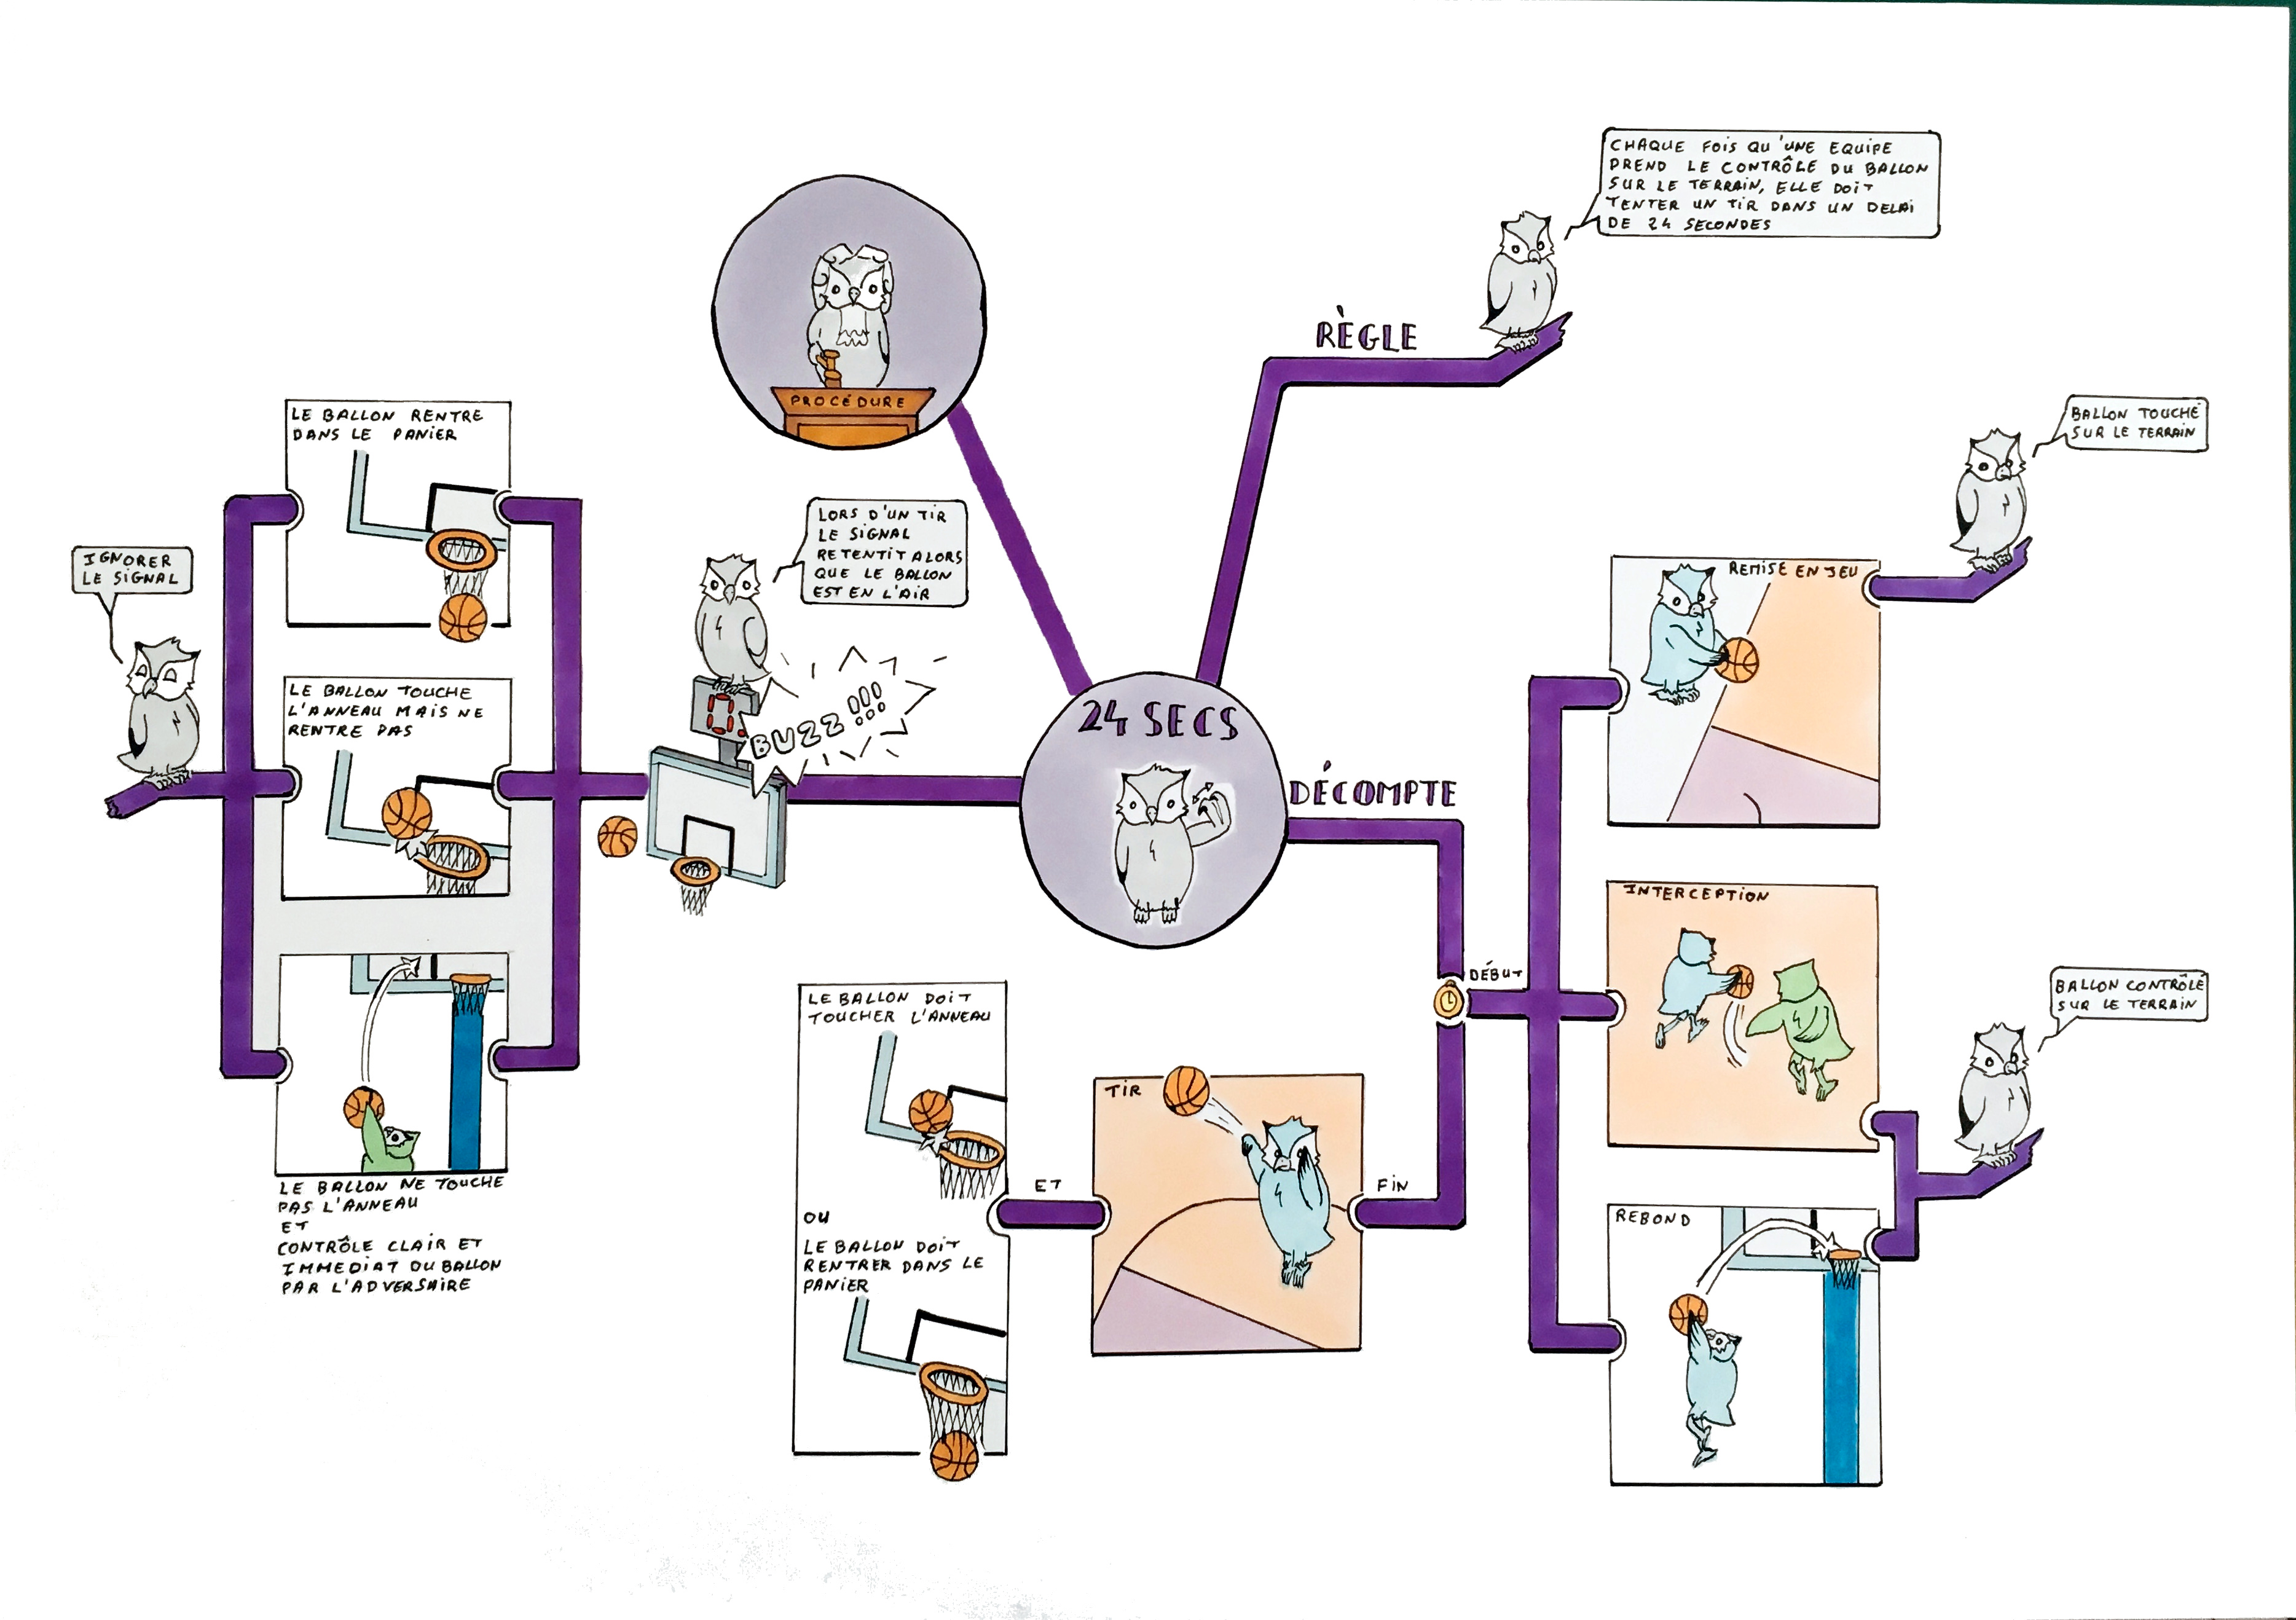 CHAQUE FOIS QU'UNE EQUIPE
PREND LE CONTRÔLE DU BALLON
SUR LE TERRAIN, ELLE DOIT
TENTER UN TIR DANS UN DELAI
DE 24 SECONDES
RÈGLE
PROCÉDURE
BALLON TOUCHÉ
SUR LE TERRAIN
LE BALLON RENTRE
DANS LE PANIER
LORS D'UN TIR
LE SIGNAL
RETENTIT ALORS
QUE LE BALLON
EST EN L'AIR
IGNORER
LE SIGNAL
REMISE EN JEU
LE BALLON TOUCHE
L'ANNEAU MAIS NE
RENTRE PAS
0.
BUZZ!!!
24 SECS
DÉCOMPTE
INTERCEPTION
DÉBUT
BALLON CONTRÔLÉ
SUR LE TERRAIN
LE BALLON DOIT
TOUCHER L'ANNEAU
TIR
LE BALLON NE TOUCHE
PAS L'ANNEAU
ET
CONTRÔLE CLAIR ET
IMMEDIAT DU BALLON
PAR L'ADVERSAIRE
ET
FIN
OU
LE BALLON DOIT
RENTRER DANS LE
PANIER
REBOND